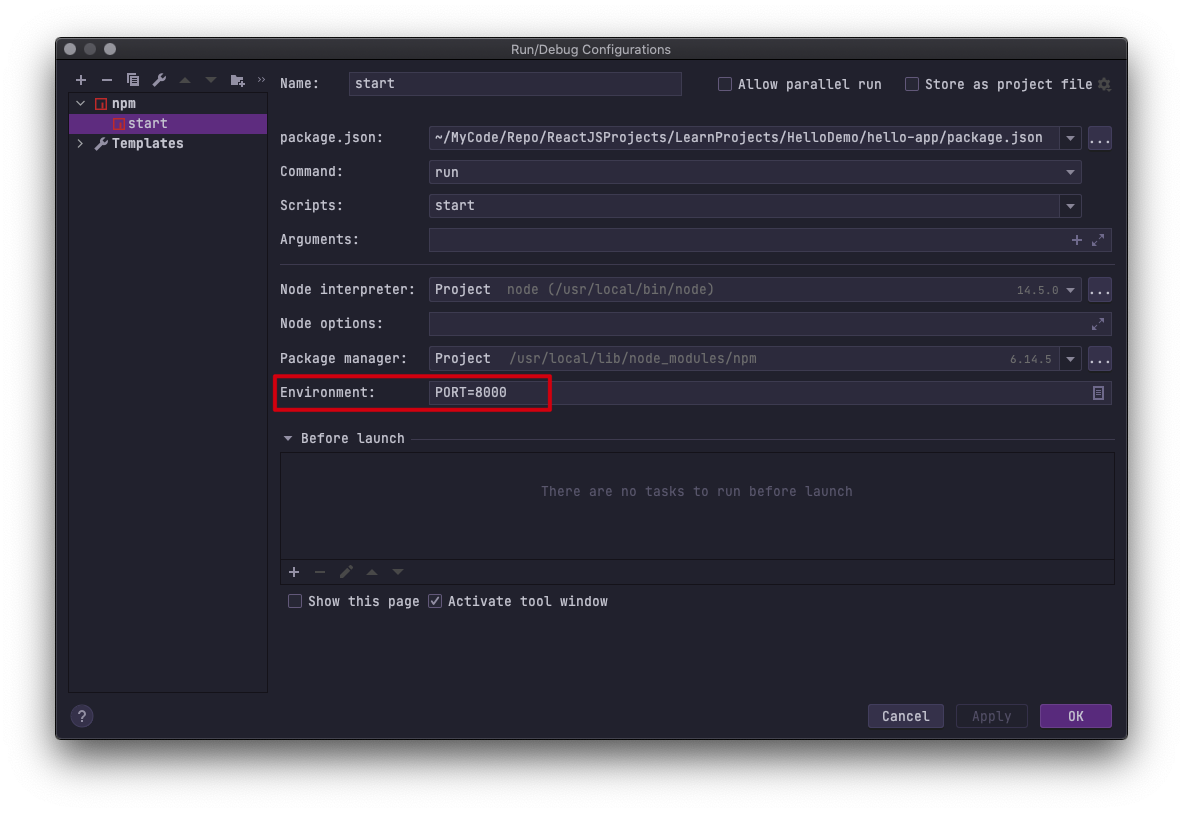 Run/Debug Configurations
npm
start
Templates
Name: start Allow parallel run Store as project file
package.json: ~/MyCode/Repo/ReactJSProjects/LearnProjects/HelloDemo/hello-app/package.json ...
Command: run
Scripts: start
Arguments:
Node interpreter: Project node (/usr/local/bin/node) 14.5.0 ...
Node options:
Package manager: Project /usr/local/lib/node_modules/npm 6.14.5 ...
Environment: PORT=8000
Before launch
There are no tasks to run before launch
Show this page Activate tool window
? Cancel Apply OK